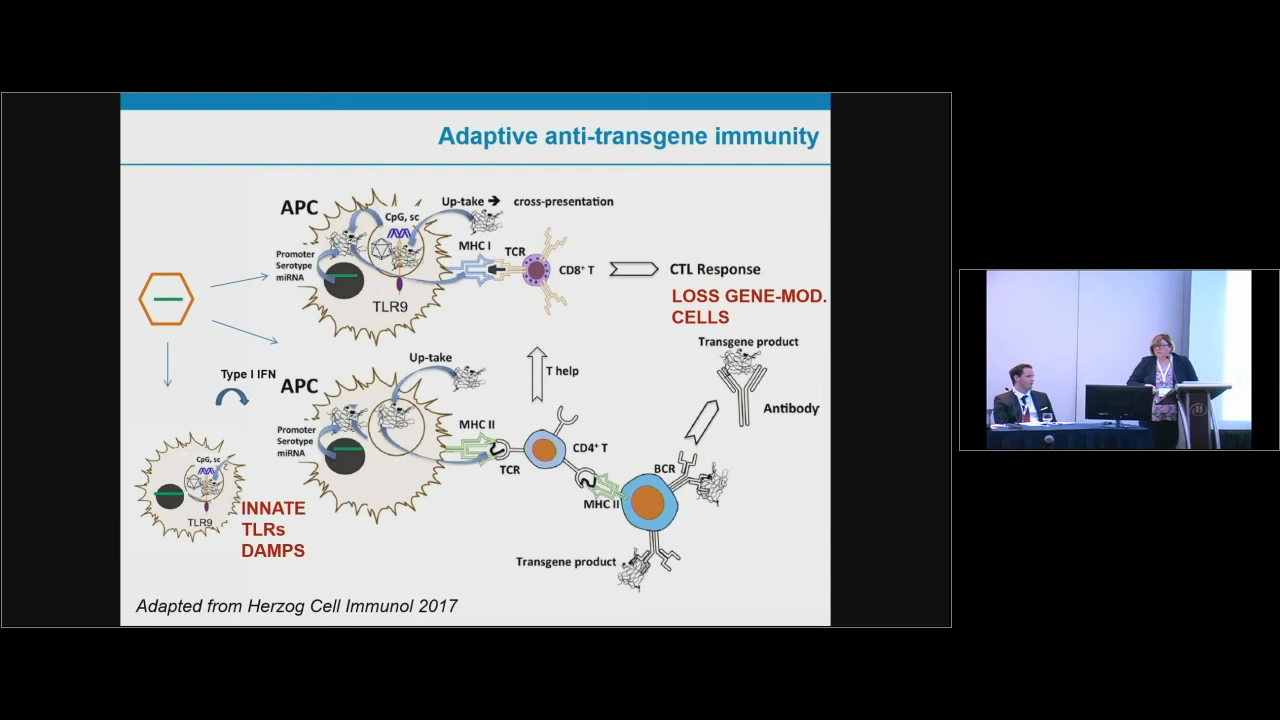 Adaptive anti-transgene immunity
APC
Up-take ➔ cross-presentation
CpG, sc
Promoter
Serotype
miRNA
MHC I
TCR
CD8⁺ T
CTL Response
TLR9
LOSS GENE-MOD.
CELLS
Transgene product
Type I IFN
APC
Up-take
T help
Antibody
Promoter
Serotype
miRNA
MHC II
TCR
CD4⁺ T
BCR
MHC II
CpG, sc
TLR9
INNATE
TLRs
DAMPS
Transgene product
Adapted from Herzog Cell Immunol 2017